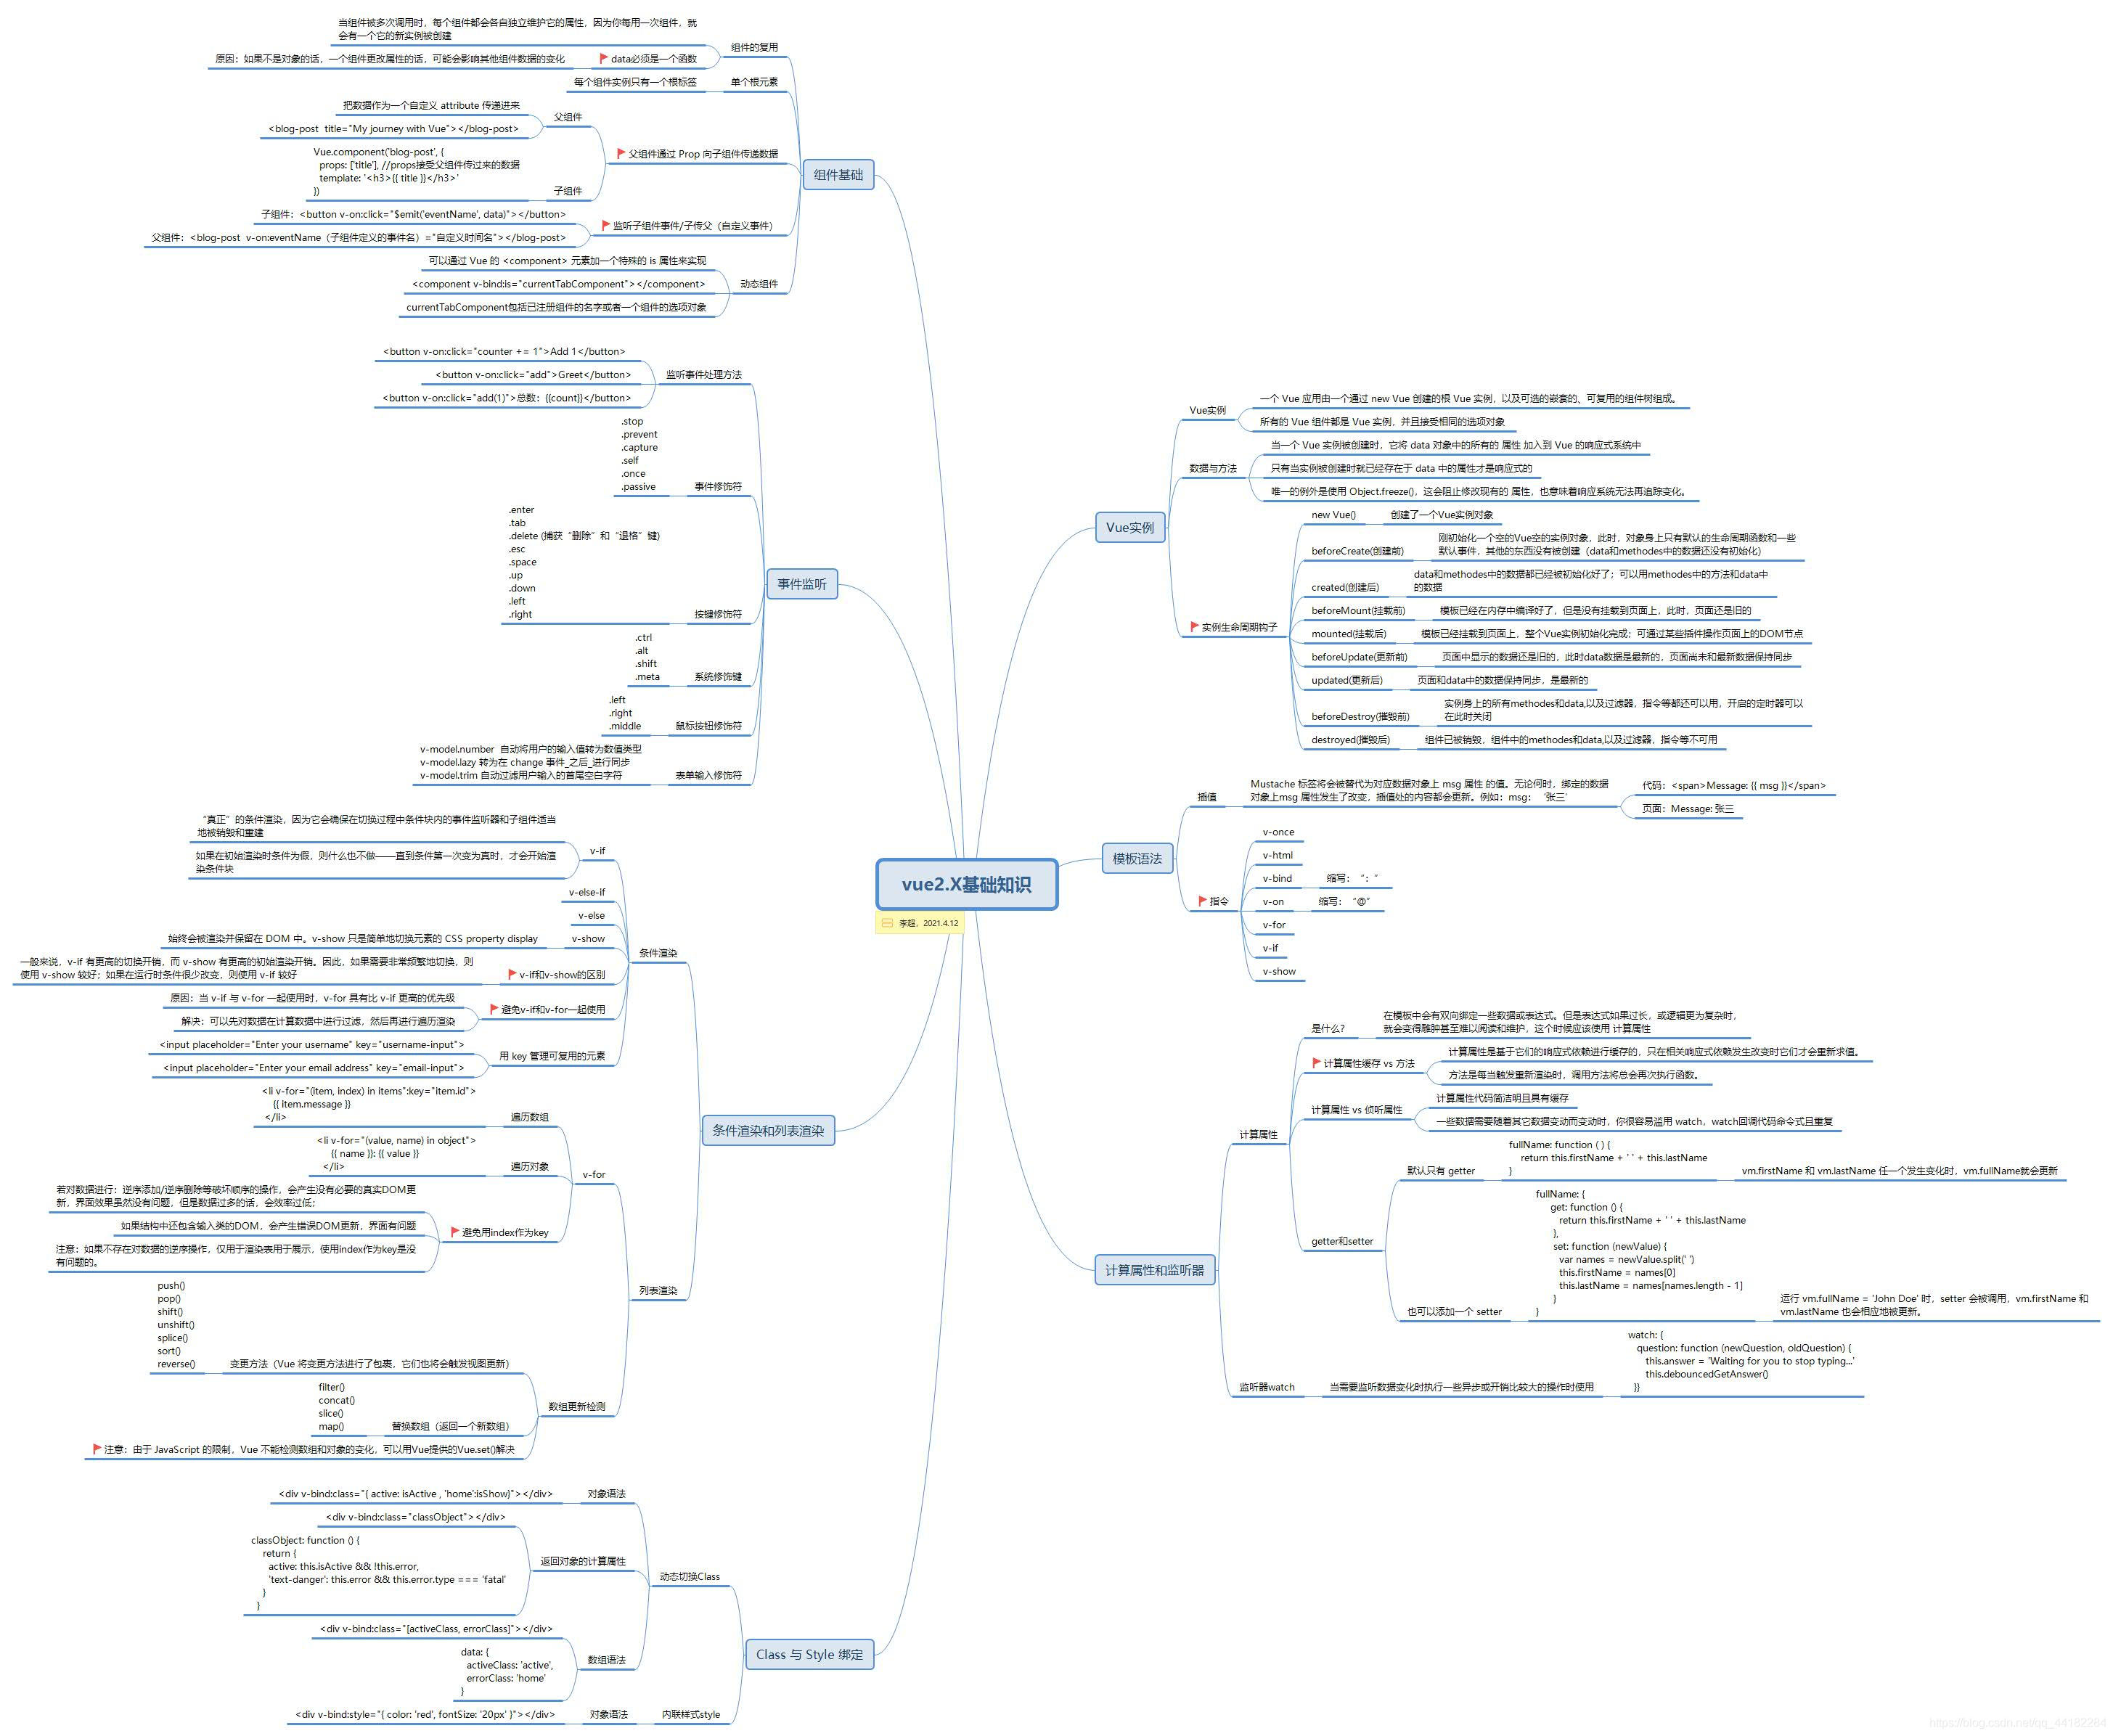 vue2.X基础知识
李超，2021.4.12
Vue实例
Vue实例
一个 Vue 应用由一个通过 new Vue 创建的根 Vue 实例，以及可选的嵌套的、可复用的组件树组成。
所有的 Vue 组件都是 Vue 实例，并且接受相同的选项对象
数据与方法
当一个 Vue 实例被创建时，它将 data 对象中的所有的 属性 加入到 Vue 的响应式系统中
只有当实例被创建时就已经存在于 data 中的属性才是响应式的
唯一的例外是使用 Object.freeze()，这会阻止修改现有的 属性，也意味着响应系统无法再追踪变化。
实例生命周期钩子
new Vue()
创建了一个Vue实例对象
beforeCreate(创建前)
刚初始化一个空的Vue空的实例对象，此时，对象身上只有默认的生命周期函数和一些
默认事件，其他的东西没有被创建（data和methodes中的数据还没有初始化）
created(创建后)
data和methodes中的数据都已经被初始化好了；可以用methodes中的方法和data中
的数据
beforeMount(挂载前)
模板已经在内存中编译好了，但是没有挂载到页面上，此时，页面还是旧的
mounted(挂载后)
模板已经挂载到页面上，整个Vue实例初始化完成；可通过某些插件操作页面上的DOM节点
beforeUpdate(更新前)
页面中显示的数据还是旧的，此时data数据是最新的，页面尚未和最新数据保持同步
updated(更新后)
页面和data中的数据保持同步，是最新的
beforeDestroy(摧毁前)
实例身上的所有methodes和data,以及过滤器，指令等都还可以用，开启的定时器可以
在此时关闭
destroyed(摧毁后)
组件已被销毁，组件中的methodes和data,以及过滤器，指令等不可用
模板语法
插值
Mustache 标签将会被替代为对应数据对象上 msg 属性 的值。无论何时，绑定的数据
对象上msg 属性发生了改变，插值处的内容都会更新。例如：msg： '张三'
代码：<span>Message: {{ msg }}</span>
页面：Message: 张三
指令
v-once
v-html
v-bind
缩写：“：”
v-on
缩写：“@”
v-for
v-if
v-show
计算属性和监听器
计算属性
是什么？
在模板中会有双向绑定一些数据或表达式。但是表达式如果过长，或逻辑更为复杂时，
就会变得雕肿甚至难以阅读和维护，这个时候应该使用 计算属性
计算属性缓存 vs 方法
计算属性是基于它们的响应式依赖进行缓存的，只在相关响应式依赖发生改变时它们才会重新求值。
方法是每当触发重新渲染时，调用方法将总会再次执行函数。
计算属性 vs 侦听属性
计算属性代码简洁明且具有缓存
一些数据需要随着其它数据变动而变动时，你很容易滥用 watch，watch回调代码命令式且重复
getter和setter
默认只有 getter
fullName: function ( ) {
return this.firstName + ' ' + this.lastName
}
vm.firstName 和 vm.lastName 任一个发生变化时，vm.fullName就会更新
也可以添加一个 setter
fullName: {
get: function () {
return this.firstName + ' ' + this.lastName
},
set: function (newValue) {
var names = newValue.split(' ')
this.firstName = names[0]
this.lastName = names[names.length - 1]
}
}
运行 vm.fullName = 'John Doe' 时，setter 会被调用，vm.firstName 和
vm.lastName 也会相应地被更新。
监听器watch
当需要监听数据变化时执行一些异步或开销比较大的操作时使用
watch: {
question: function (newQuestion, oldQuestion) {
this.answer = 'Waiting for you to stop typing...'
this.debouncedGetAnswer()
}}
组件基础
组件的复用
当组件被多次调用时，每个组件都会各自独立维护它的属性，因为你每用一次组件，就
会有一个它的新实例被创建
data必须是一个函数
原因：如果不是对象的话，一个组件更改属性的话，可能会影响其他组件数据的变化
单个根元素
每个组件实例只有一个根标签
父组件通过 Prop 向子组件传递数据
父组件
把数据作为一个自定义 attribute 传递进来
<blog-post  title="My journey with Vue"></blog-post>
子组件
Vue.component('blog-post', {
props: ['title'], //props接受父组件传过来的数据
template: '<h3>{{ title }}</h3>'
})
监听子组件事件/子传父（自定义事件）
子组件：<button v-on:click="$emit('eventName', data)"></button>
父组件：<blog-post  v-on:eventName（子组件定义的事件名）="自定义时间名"></blog-post>
动态组件
可以通过 Vue 的 <component> 元素加一个特殊的 is 属性来实现
<component v-bind:is="currentTabComponent"></component>
currentTabComponent包括已注册组件的名字或者一个组件的选项对象
事件监听
监听事件处理方法
<button v-on:click="counter += 1">Add 1</button>
<button v-on:click="add">Greet</button>
<button v-on:click="add(1)">总数：{{count}}</button>
事件修饰符
.stop
.prevent
.capture
.self
.once
.passive
按键修饰符
.enter
.tab
.delete (捕获“删除”和“退格”键)
.esc
.space
.up
.down
.left
.right
系统修饰键
.ctrl
.alt
.shift
.meta
鼠标按钮修饰符
.left
.right
.middle
表单输入修饰符
v-model.number  自动将用户的输入值转为数值类型
v-model.lazy 转为在 change 事件_之后_进行同步
v-model.trim 自动过滤用户输入的首尾空白字符
条件渲染和列表渲染
条件渲染
v-if
“真正”的条件渲染，因为它会确保在切换过程中条件块内的事件监听器和子组件适当
地被销毁和重建
如果在初始渲染时条件为假，则什么也不做——直到条件第一次变为真时，才会开始渲
染条件块
v-else-if
v-else
v-show
始终会被渲染并保留在 DOM 中。v-show 只是简单地切换元素的 CSS property display
v-if和v-show的区别
一般来说，v-if 有更高的切换开销，而 v-show 有更高的初始渲染开销。因此，如果需要非常频繁地切换，则
使用 v-show 较好；如果在运行时条件很少改变，则使用 v-if 较好
避免v-if和v-for一起使用
原因：当 v-if 与 v-for 一起使用时，v-for 具有比 v-if 更高的优先级
解决：可以先对数据在计算数据中进行过滤，然后再进行遍历渲染
用 key 管理可复用的元素
<input placeholder="Enter your username" key="username-input">
<input placeholder="Enter your email address" key="email-input">
列表渲染
v-for
遍历数组
<li v-for="(item, index) in items":key="item.id">
{{ item.message }}
</li>
遍历对象
<li v-for="(value, name) in object">
{{ name }}: {{ value }}
</li>
避免用index作为key
若对数据进行：逆序添加/逆序删除等破坏顺序的操作，会产生没有必要的真实DOM更
新，界面效果虽然没有问题，但是数据过多的话，会效率过低；
如果结构中还包含输入类的DOM，会产生错误DOM更新，界面有问题
注意：如果不存在对数据的逆序操作，仅用于渲染表用于展示，使用index作为key是没
有问题的。
数组更新检测
变更方法（Vue 将变更方法进行了包裹，它们也将会触发视图更新）
push()
pop()
shift()
unshift()
splice()
sort()
reverse()
替换数组（返回一个新数组）
filter()
concat()
slice()
map()
注意：由于 JavaScript 的限制，Vue 不能检测数组和对象的变化，可以用Vue提供的Vue.set()解决
Class 与 Style 绑定
动态切换Class
对象语法
<div v-bind:class="{ active: isActive , 'home':isShow}"></div>
返回对象的计算属性
<div v-bind:class="classObject"></div>
classObject: function () {
return {
active: this.isActive && !this.error,
'text-danger': this.error && this.error.type === 'fatal'
}
}
数组语法
<div v-bind:class="[activeClass, errorClass]"></div>
data: {
activeClass: 'active',
errorClass: 'home'
}
内联样式style
对象语法
<div v-bind:style="{ color: 'red', fontSize: '20px' }"></div>
https://blog.csdn.net/qq_44182284